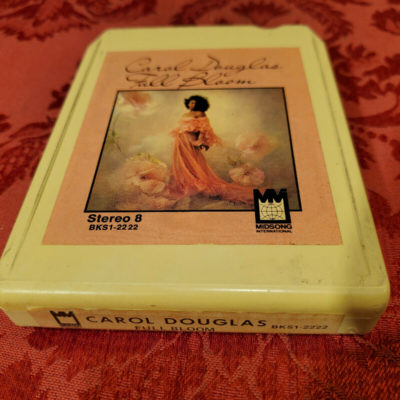 Carol Douglas
Full Bloom
Stereo 8
BKS1-2222
MIDSONG
INTERNATIONAL
CAROL DOUGLAS BKS1-2222
FULL BLOOM